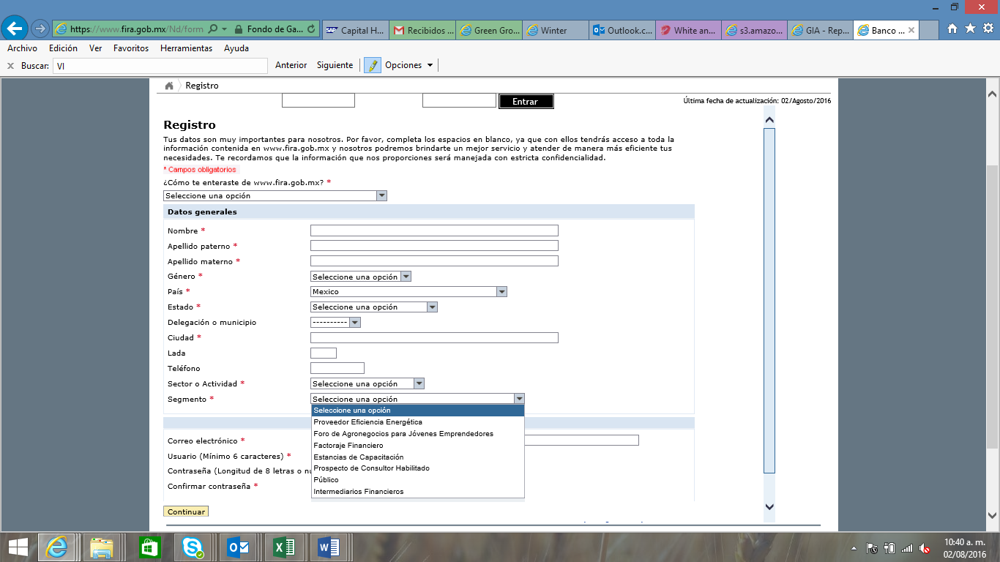 https://www.fira.gob.mx/Nd/form
Fondo de Ga...
Capital H...
Recibidos ...
Green Gro...
Winter
Outlook.c...
White an...
s3.amazo...
GIA - Rep...
Banco ...
Archivo Edición Ver Favoritos Herramientas Ayuda
Buscar: VI Anterior Siguiente Opciones
Registro
Entrar
Última fecha de actualización: 02/Agosto/2016
Registro
Tus datos son muy importantes para nosotros. Por favor, completa los espacios en blanco, ya que con ellos tendrás acceso a toda la
información contenida en www.fira.gob.mx y nosotros podremos brindarte un mejor servicio y atender de manera más eficiente tus
necesidades. Te recordamos que la información que nos proporciones será manejada con estricta confidencialidad.
* Campos obligatorios
¿Cómo te enteraste de www.fira.gob.mx? *
Seleccione una opción
Datos generales
Nombre *
Apellido paterno *
Apellido materno *
Género * Seleccione una opción
País * Mexico
Estado * Seleccione una opción
Delegación o municipio ----------
Ciudad *
Lada
Teléfono
Sector o Actividad * Seleccione una opción
Segmento * Seleccione una opción
Seleccione una opción
Proveedor Eficiencia Energética
Foro de Agronegocios para Jóvenes Emprendedores
Factoraje Financiero
Estancias de Capacitación
Prospecto de Consultor Habilitado
Público
Intermediarios Financieros
Correo electrónico *
Usuario (Mínimo 6 caracteres) *
Contraseña (Longitud de 8 letras o nu
Confirmar contraseña *
Continuar
10:40 a. m.
02/08/2016